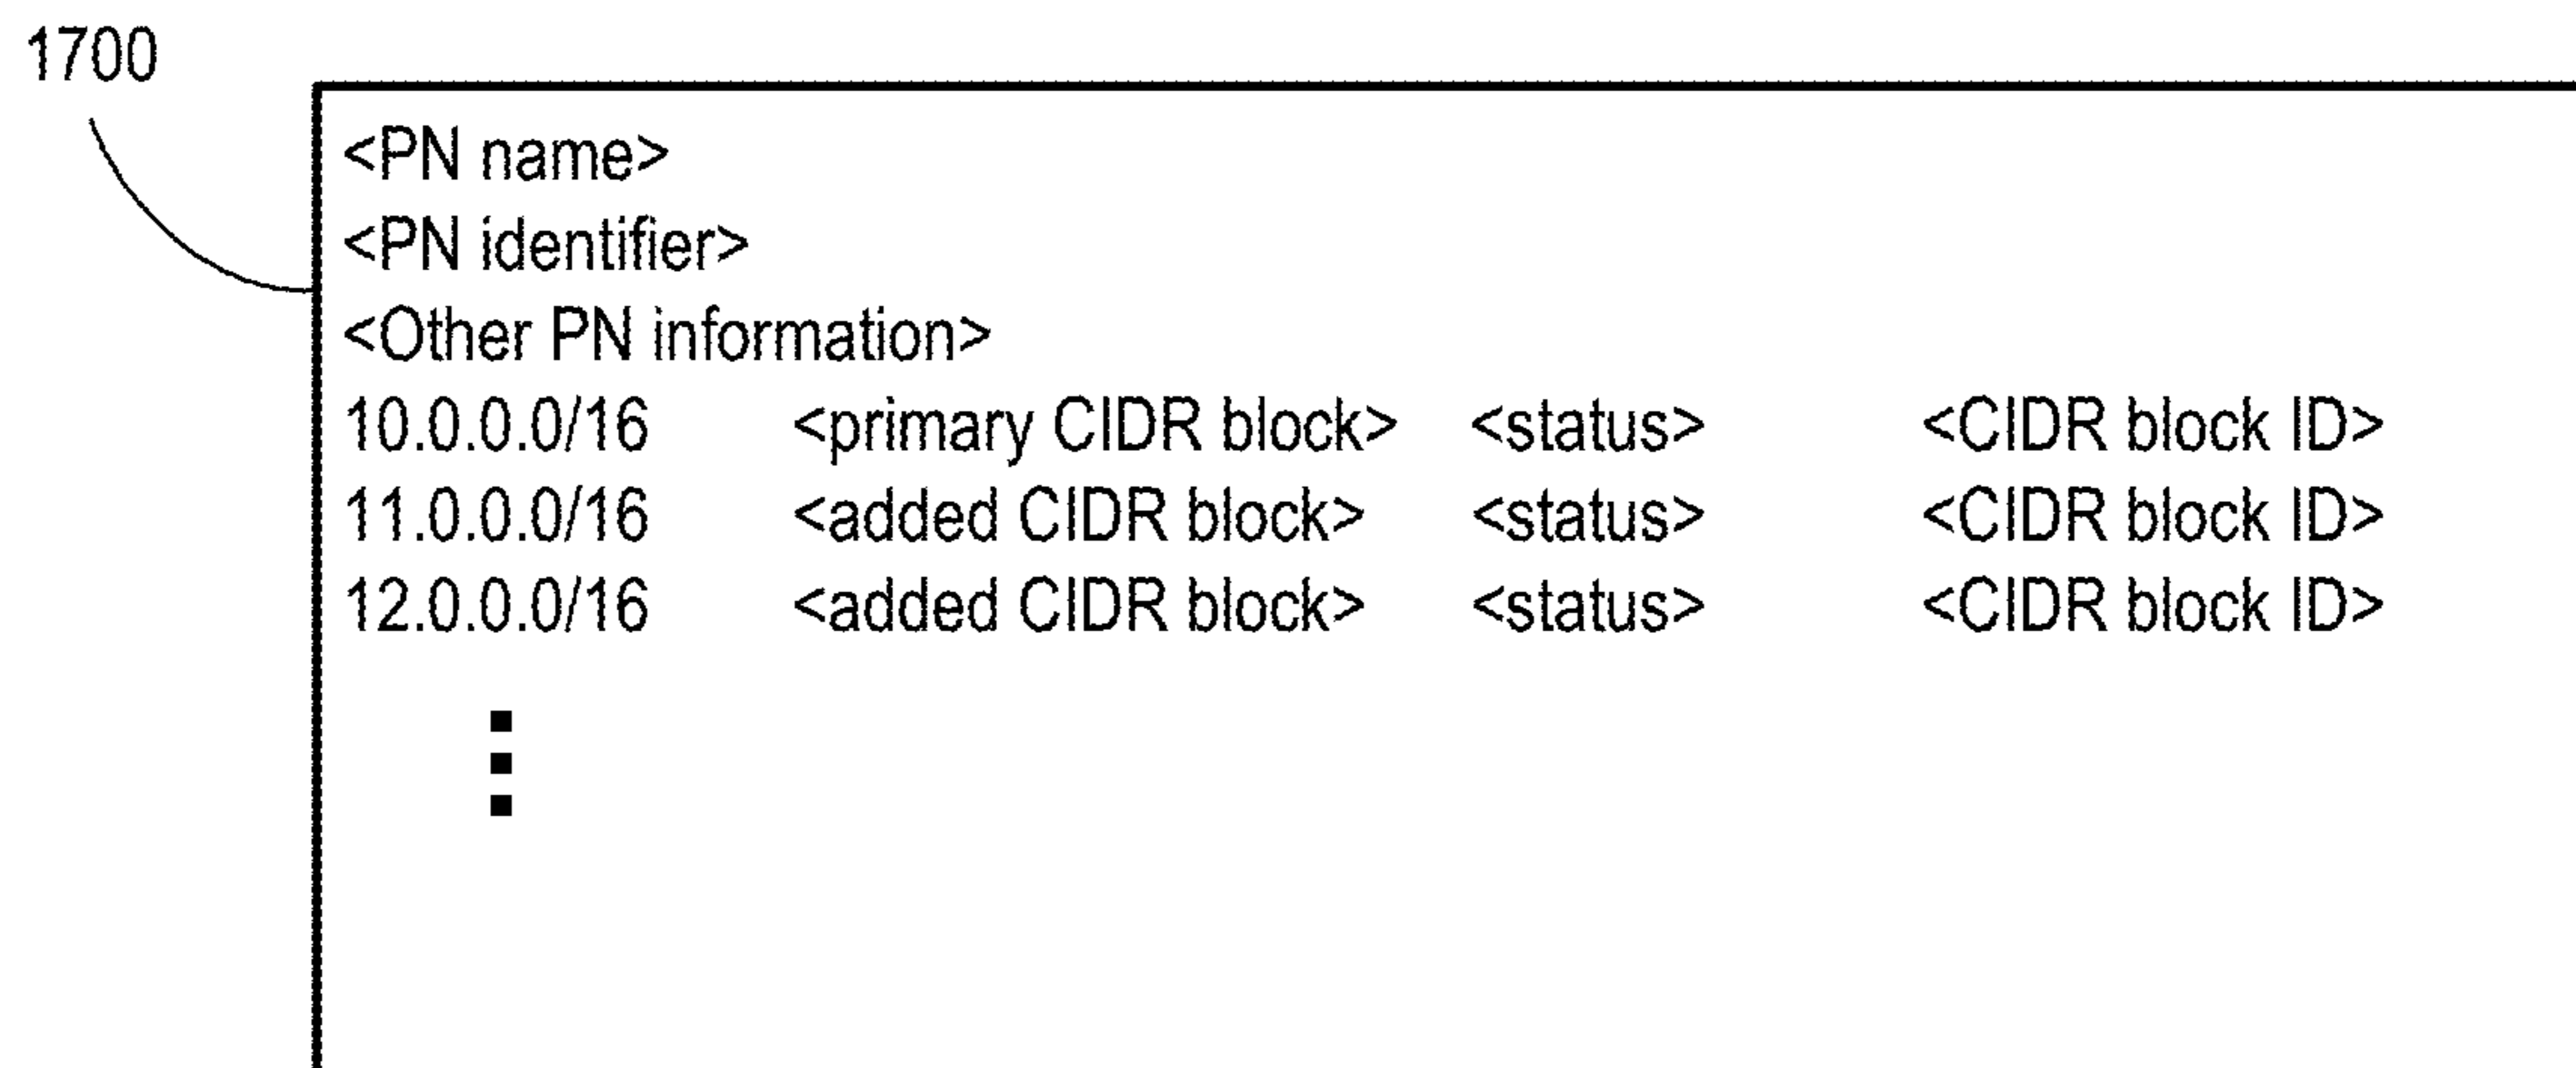 1700
<PN name>
<PN identifier>
<Other PN information>
10.0.0.0/16 <primary CIDR block> <status> <CIDR block ID>
11.0.0.0/16 <added CIDR block> <status> <CIDR block ID>
12.0.0.0/16 <added CIDR block> <status> <CIDR block ID>